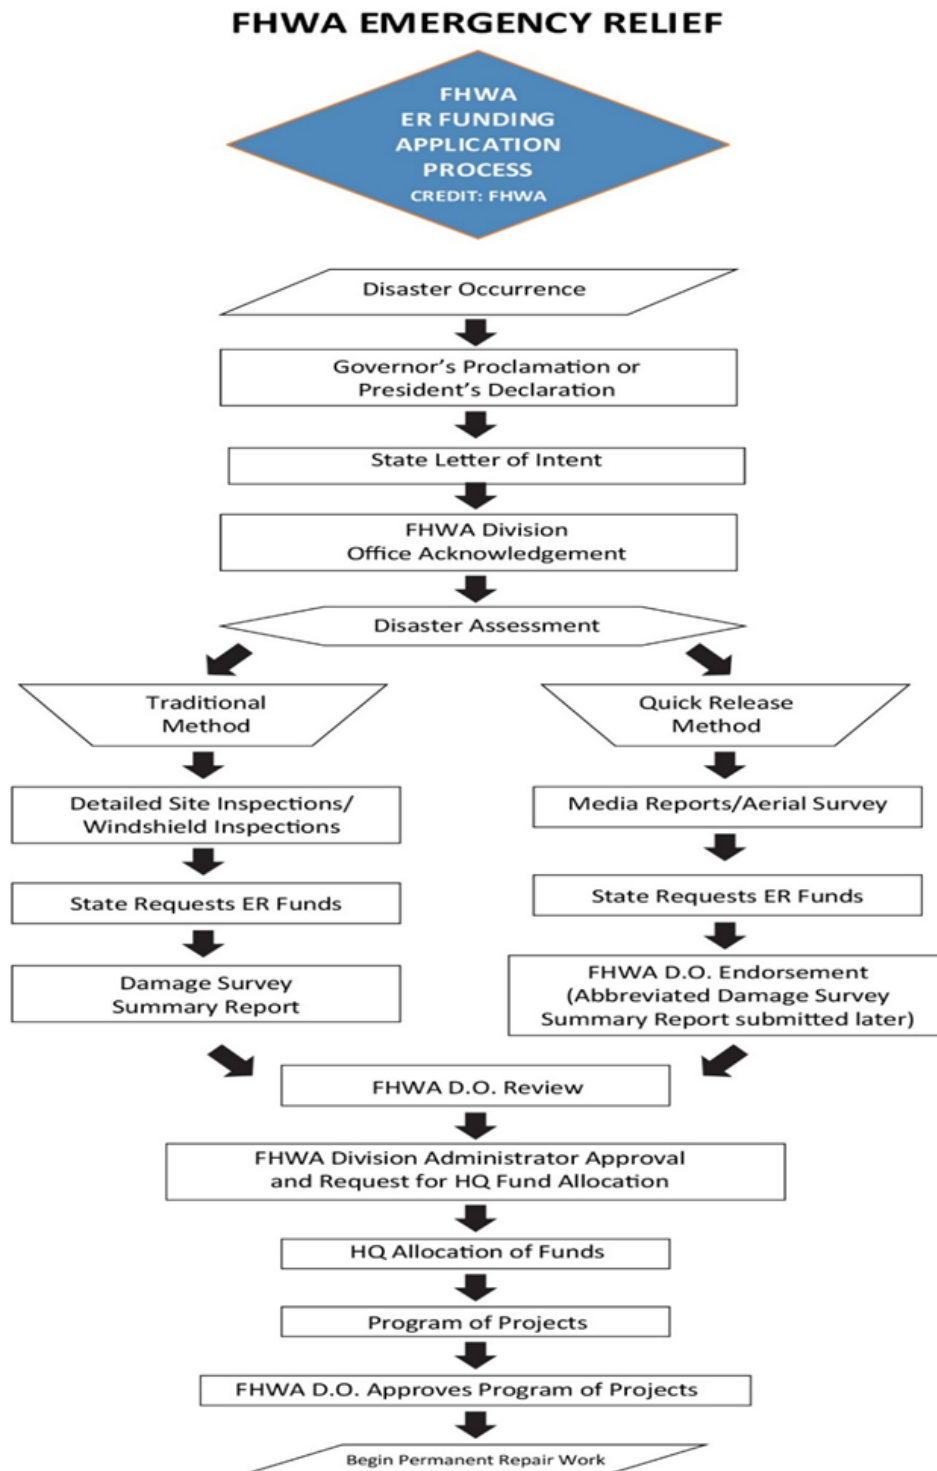 FHWA EMERGENCY RELIEF
FHWA
ER FUNDING
APPLICATION
PROCESS
CREDIT: FHWA
Disaster Occurrence
Governor’s Proclamation or
President’s Declaration
State Letter of Intent
FHWA Division
Office Acknowledgement
Disaster Assessment
Traditional
Method
Detailed Site Inspections/
Windshield Inspections
State Requests ER Funds
Damage Survey
Summary Report
Quick Release
Method
Media Reports/Aerial Survey
State Requests ER Funds
FHWA D.O. Endorsement
(Abbreviated Damage Survey
Summary Report submitted later)
FHWA D.O. Review
FHWA Division Administrator Approval
and Request for HQ Fund Allocation
HQ Allocation of Funds
Program of Projects
FHWA D.O. Approves Program of Projects
Begin Permanent Repair Work